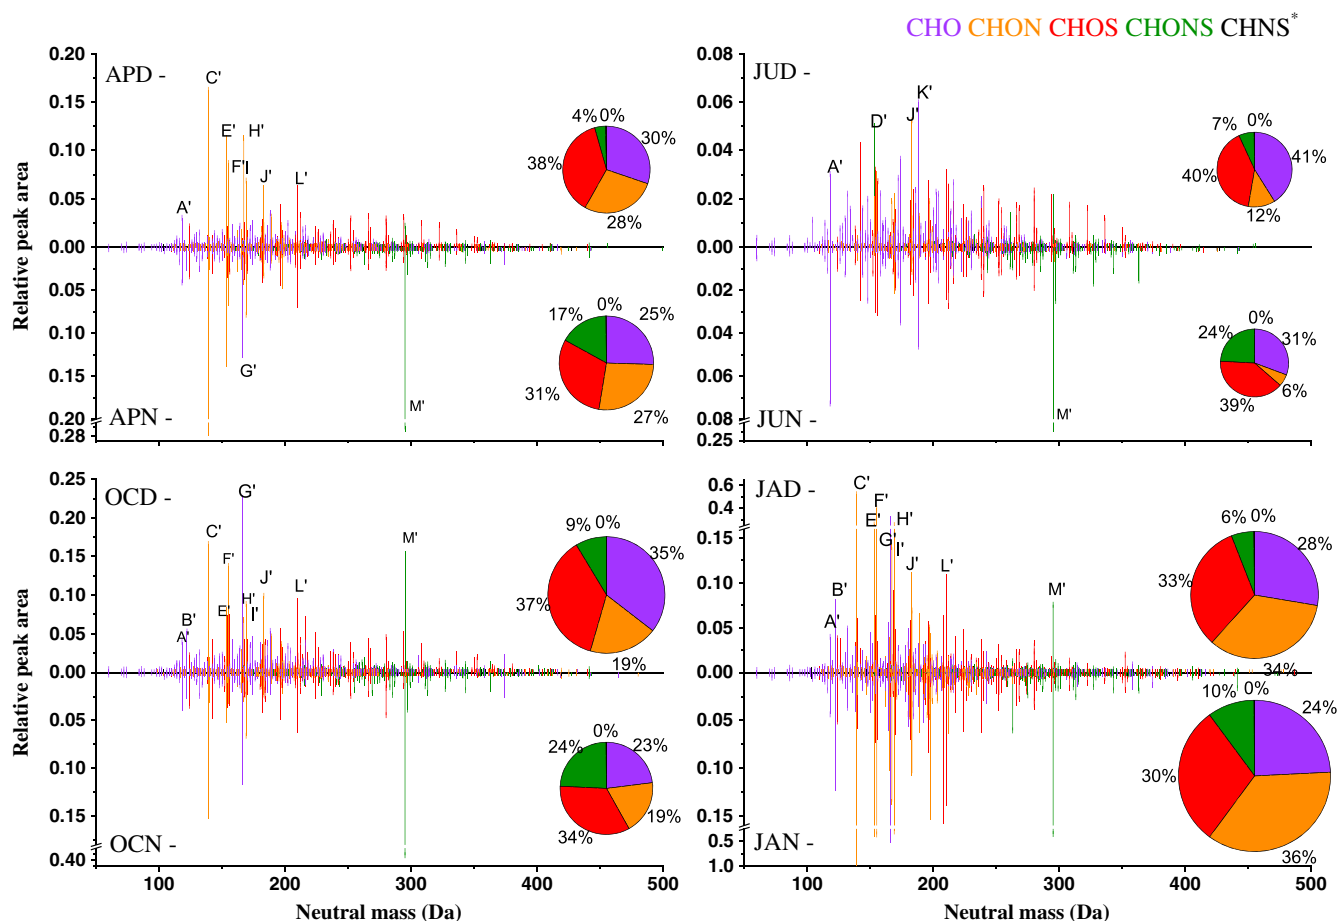 CHO CHON CHOS CHONS CHNS*
0.20
0.15
0.10
0.05
0.00
0.05
0.10
0.15
0.20
0.28
Relative peak area
APD -
C'
E'
H'
F'
I
J'
L'
A'
4%
0%
30%
38%
28%
APN -
G'
M'
17%
0%
25%
31%
27%
0.08
0.06
0.04
0.02
0.00
0.02
0.04
0.06
0.08
0.25
JUD -
K'
D'
J'
A'
7%
0%
41%
40%
12%
JUN -
M'
24%
0%
31%
39%
6%
0.25
0.20
0.15
0.10
0.05
0.00
0.05
0.10
0.15
0.40
Relative peak area
OCD -
G'
C'
F'
M'
J'
L'
H'
E'
I'
B'
A'
9%
0%
35%
37%
19%
OCN -
24%
0%
23%
34%
19%
100
200
300
400
500
Neutral mass (Da)
0.6
0.4
0.10
0.05
0.00
0.05
0.10
0.15
0.5
1.0
JAD -
C'
F'
E'
H'
G'
I'
J'
L'
B'
A'
M'
6%
0%
28%
33%
34%
JAN -
10%
0%
24%
30%
36%
100
200
300
400
500
Neutral mass (Da)